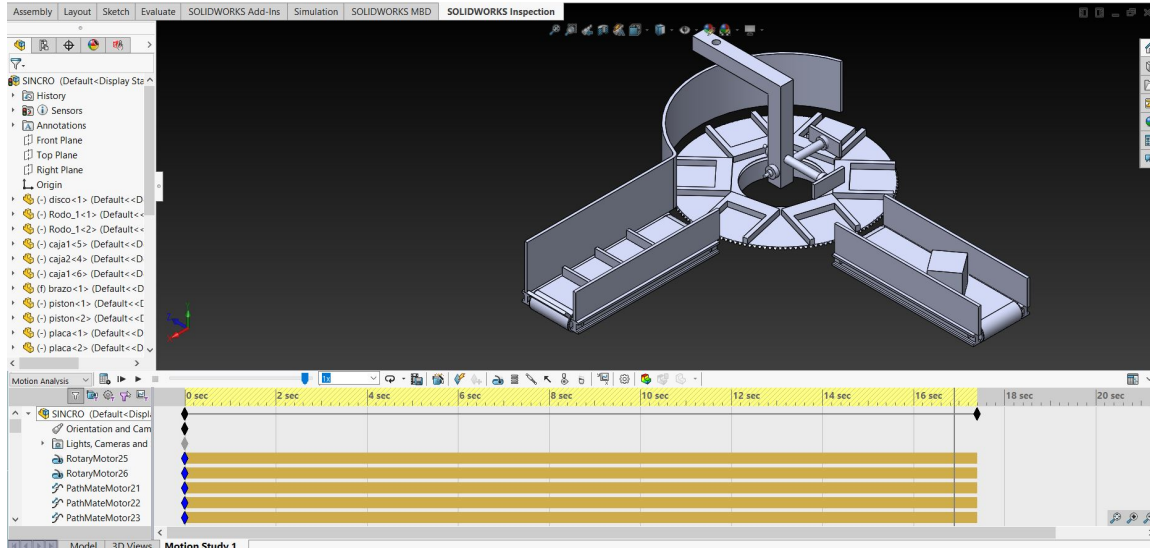 Assembly Layout Sketch Evaluate SOLIDWORKS Add-Ins Simulation SOLIDWORKS MBD SOLIDWORKS Inspection
SINCRO (Default<Display Sta
History
Sensors
Annotations
Front Plane
Top Plane
Right Plane
Origin
(-) disco<1> (Default<<D
(-) Rodo_1<1> (Default<<
(-) Rodo_1<2> (Default<<
(-) caja1<5> (Default<<D
(-) caja2<4> (Default<<D
(-) caja1<6> (Default<<D
(f) brazo<1> (Default<<D
(-) piston<1> (Default<<D
(-) piston<2> (Default<<D
(-) placa<1> (Default<<D
(-) placa<2> (Default<<D
Motion Analysis 1x
0 sec 2 sec 4 sec 6 sec 8 sec 10 sec 12 sec 14 sec 16 sec 18 sec 20 sec
SINCRO (Default<Displ
Orientation and Cam
Lights, Cameras and
RotaryMotor25
RotaryMotor26
PathMateMotor21
PathMateMotor22
PathMateMotor23
Model 3D Views Motion Study 1